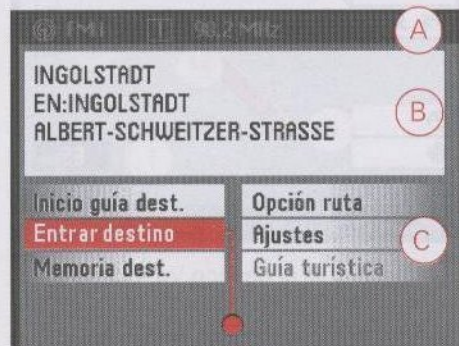 FM1 98.2 MHz A
INGOLSTADT
EN:INGOLSTADT
ALBERT-SCHWEITZER-STRASSE
B
Inicio guía dest. Opción ruta
Entrar destino Ajustes
C
Memoria dest. Guía turística